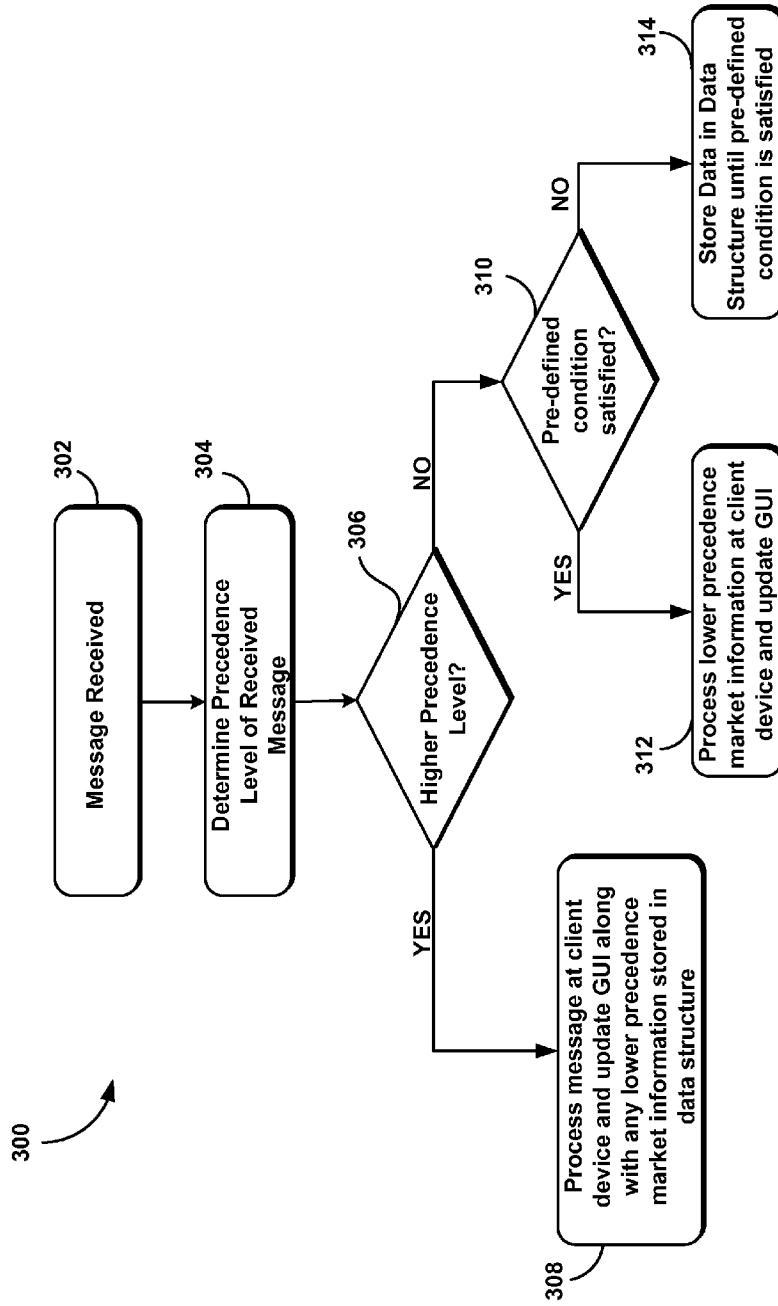 300
302
Message Received
304
Determine Precedence
Level of Received
Message
306
Higher Precedence
Level?
YES
NO
308
Process message at client
device and update GUI along
with any lower precedence
market information stored in
data structure
310
Pre-defined
condition
satisfied?
YES
NO
312
Process lower precedence
market information at client
device and update GUI
314
Store Data in Data
Structure until pre-defined
condition is satisfied